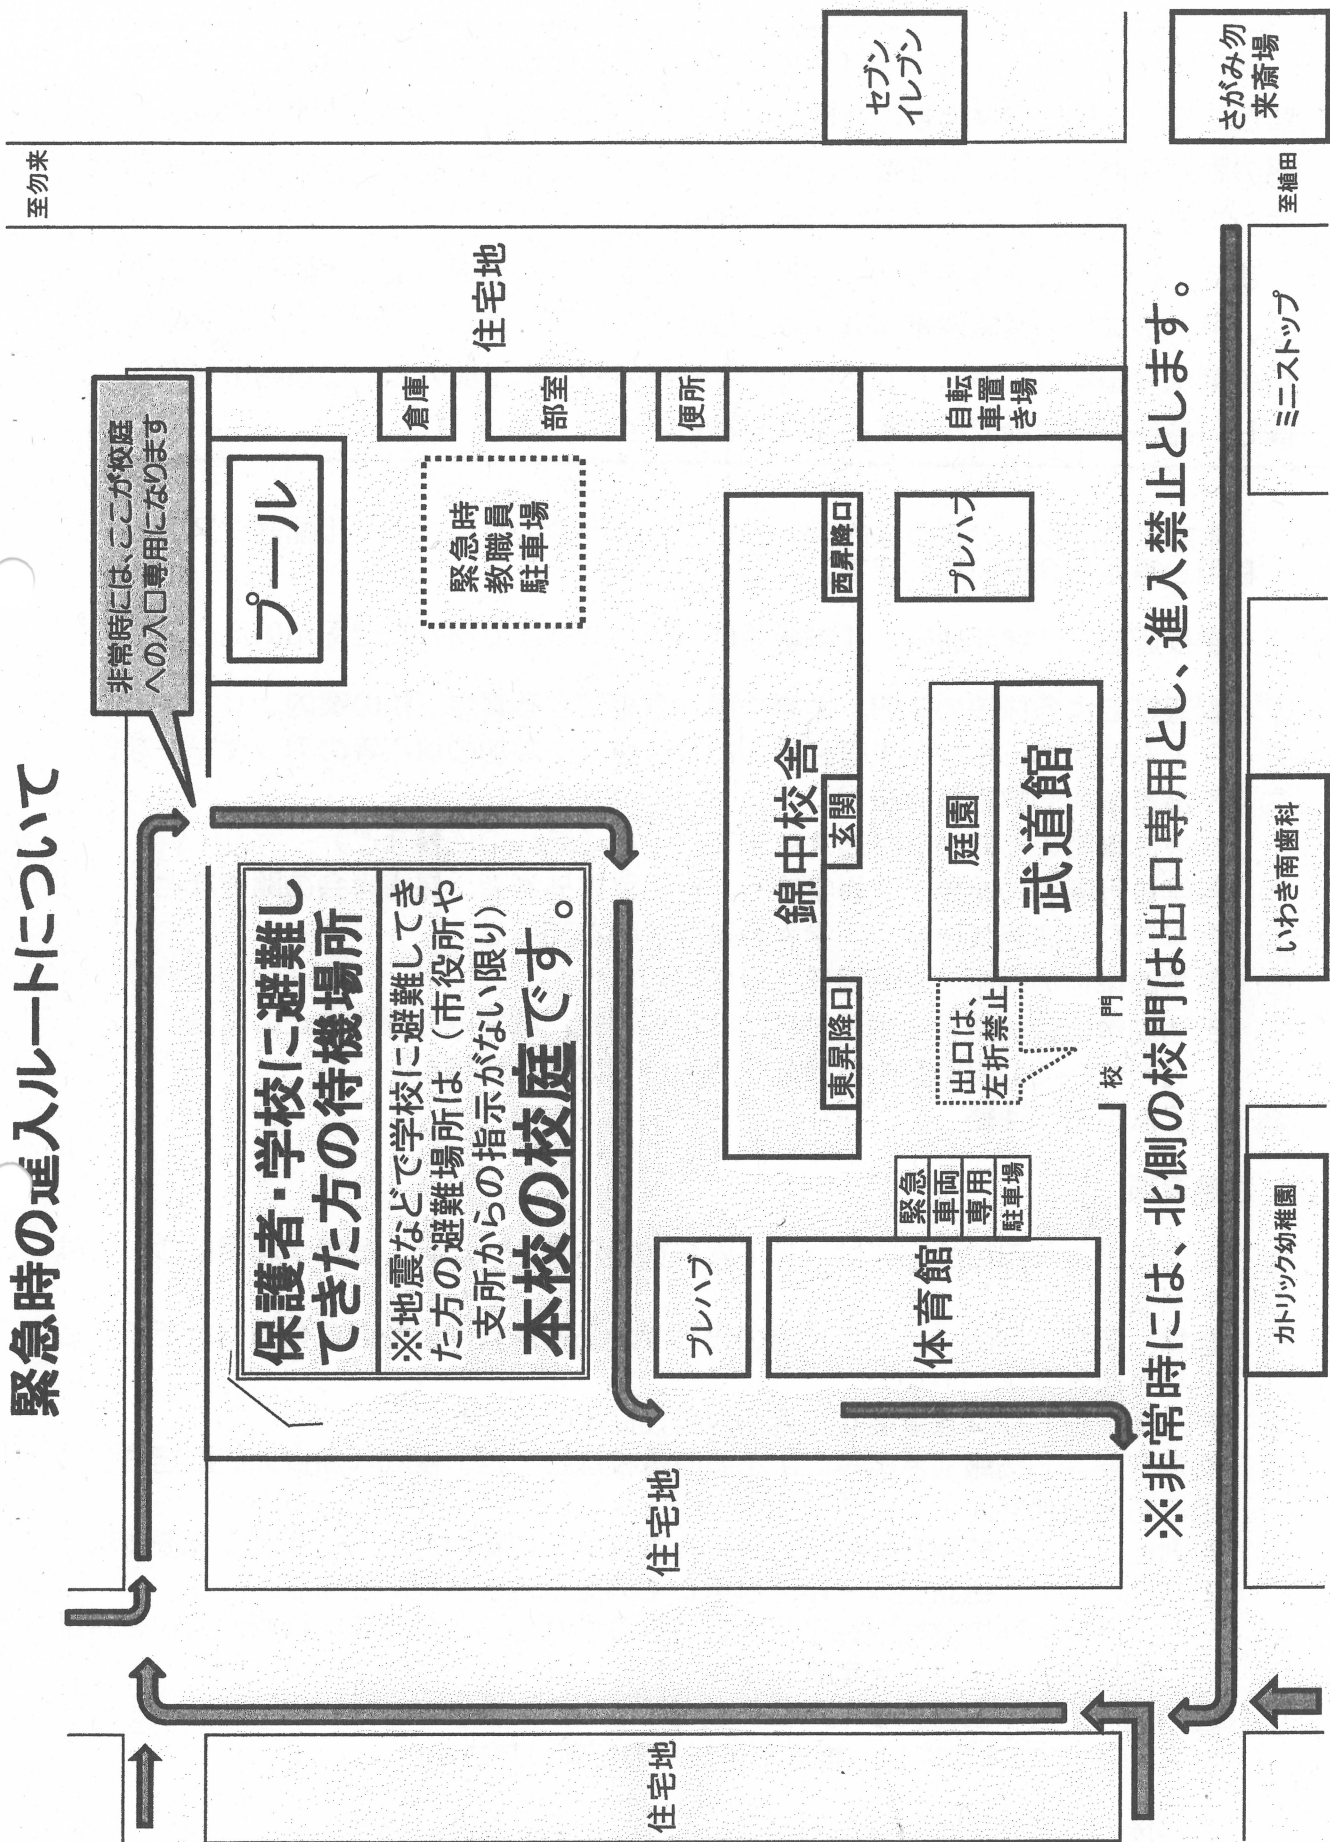 緊急時の進入ルートについて
至勿来
非常時には、ここが校庭
への入口専用になります
プール
倉庫
部室
便所
住宅地
緊急時
教職員
駐車場
セブン
イレブン
さがみ勿
来斎場
至植田
保護者・学校に避難し
てきた方の待機場所
※地震などで学校に避難してき
た方の避難場所は（市役所や
支所からの指示がない限り）
本校の校庭です。
錦中校舎
東昇降口
玄関
西昇降口
プレハブ
自転
車置
き場
庭園
武道館
出口は、
左折禁止
校門
プレハブ
体育館
緊急
車両
専用
駐車場
住宅地
住宅地
※非常時には、北側の校門は出口専用とし、進入禁止とします。
カトリック幼稚園
いわき南歯科
ミニストップ